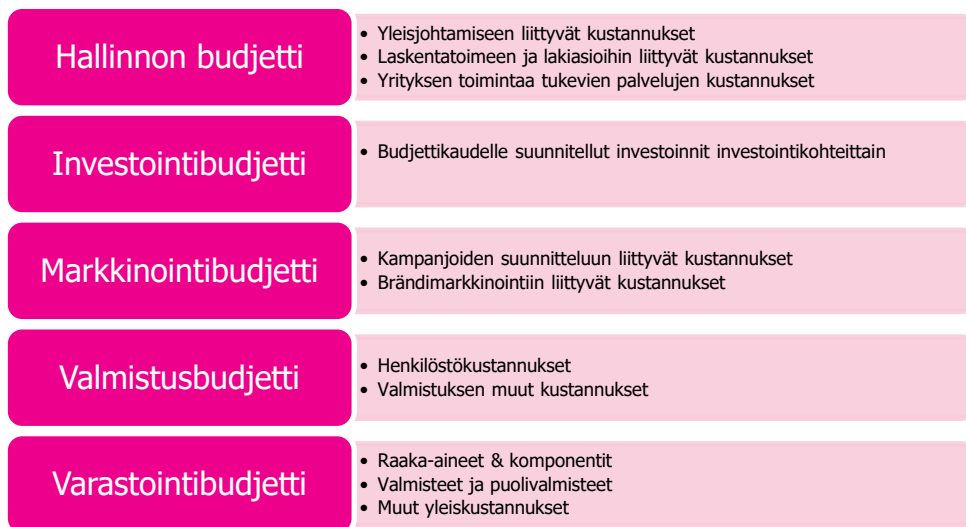 Hallinnon budjetti
• Yleisjohtamiseen liittyvät kustannukset
• Laskentatoimeen ja lakiasioihin liittyvät kustannukset
• Yrityksen toimintaa tukevien palvelujen kustannukset
Investointibudjetti
• Budjettikaudelle suunnitellut investoinnit investointikohteittain
Markkinointibudjetti
• Kampanjoiden suunnitteluun liittyvät kustannukset
• Brändimarkkinointiin liittyvät kustannukset
Valmistusbudjetti
• Henkilöstökustannukset
• Valmistuksen muut kustannukset
Varastointibudjetti
• Raaka-aineet & komponentit
• Valmisteet ja puolivalmisteet
• Muut yleiskustannukset